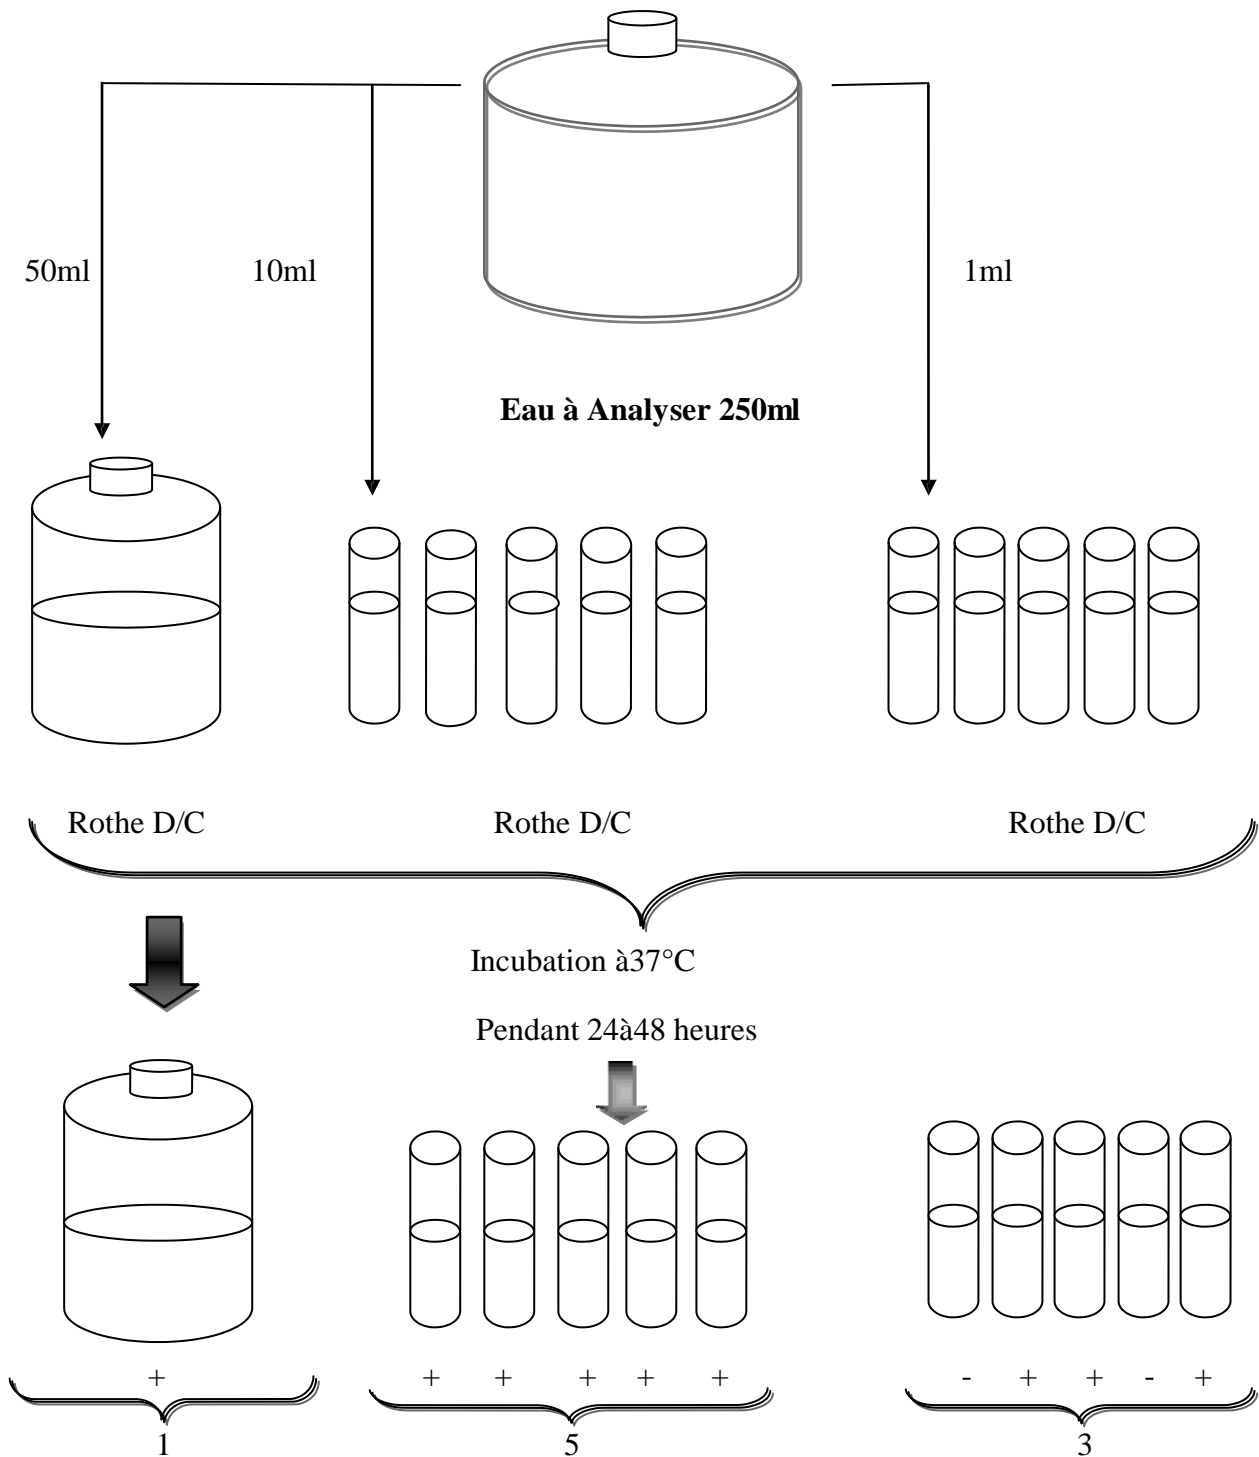 50ml
10ml
1ml
Eau à Analyser 250ml
Rothe D/C
Rothe D/C
Rothe D/C
Incubation à37°C
Pendant 24à48 heures
+
+ + + + +
- + + - +
1
5
3